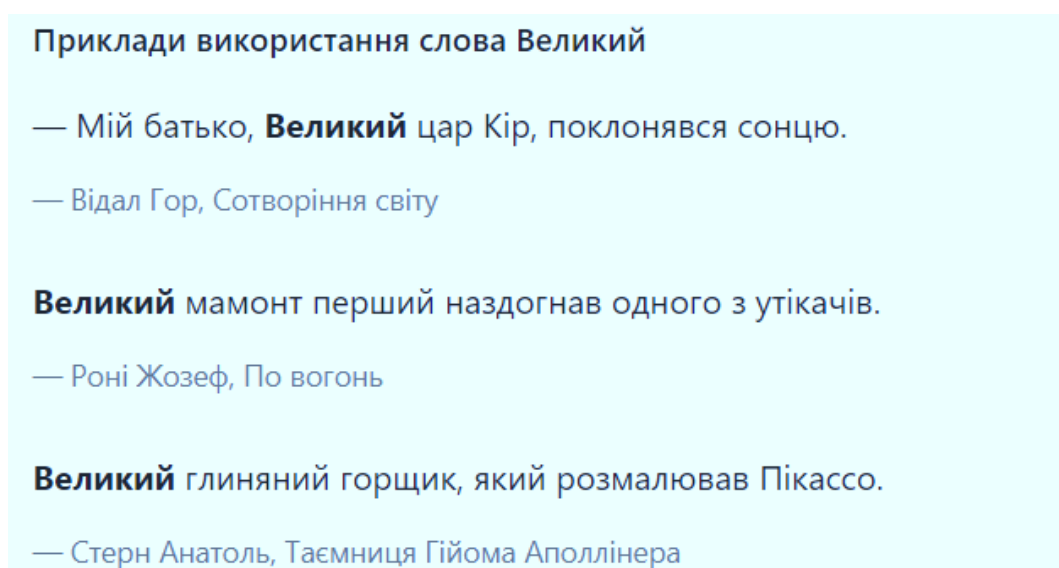 Приклади використання слова Великий
— Мій батько, Великий цар Кір, поклонявся сонцю.
— Відал Гор, Сотворіння світу
Великий мамонт перший наздогнав одного з утікачів.
— Роні Жозеф, По вогонь
Великий глиняний горщик, який розмалював Пікассо.
— Стерн Анатоль, Таємниця Гійома Аполлінера